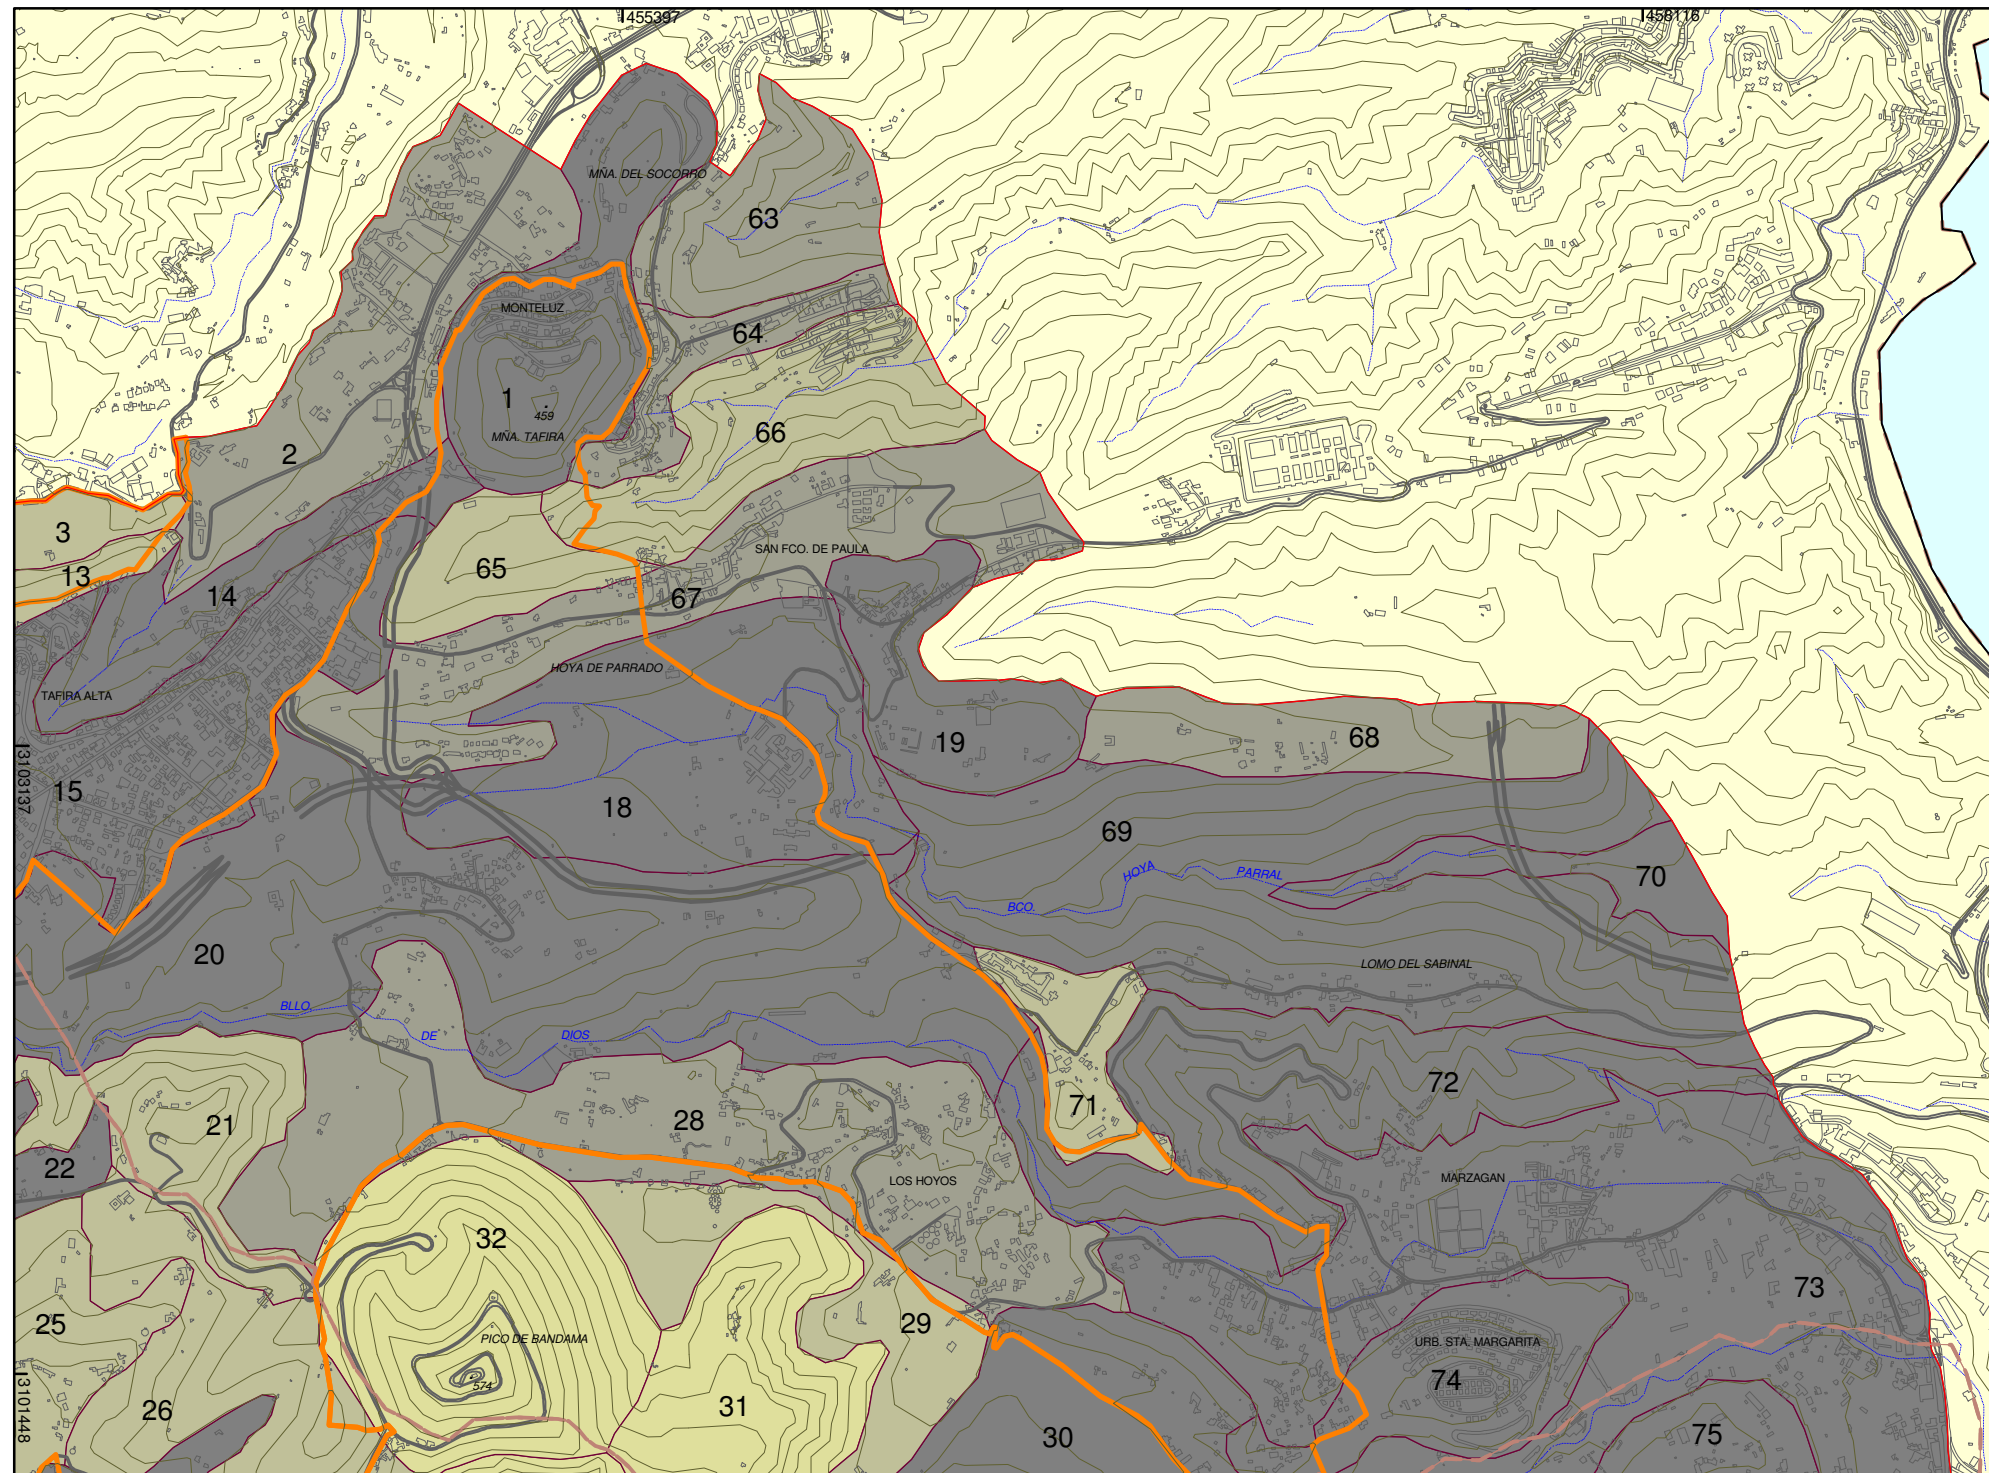 455397
458116
MÑA. DEL SOCORRO
63
MONTELUZ
64
1
459
MÑA. TAFIRA
66
2
3
13
65
SAN FCO. DE PAULA
14
67
HOYA DE PARRADO
TAFIRA ALTA
19
68
3103137
15
18
69
HOYA
PARRAL
70
BCO.
20
LOMO DEL SABINAL
BLLO.
DE
DIOS
72
71
28
21
22
MARZAGAN
LOS HOYOS
32
73
25
29
PICO DE BANDAMA
URB. STA. MARGARITA
574
74
3101448
26
31
30
75